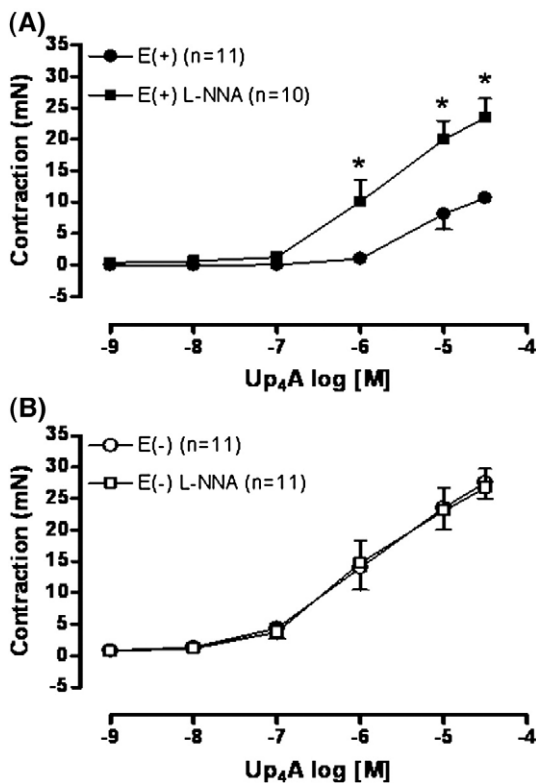 (A)
E(+) (n=11)
E(+) L-NNA (n=10)
Contraction (mN)
35
30
25
20
15
10
5
0
-5
* * *
-9 -8 -7 -6 -5 -4
Up₄A log [M]
(B)
E(-) (n=11)
E(-) L-NNA (n=11)
Contraction (mN)
35
30
25
20
15
10
5
0
-5
-9 -8 -7 -6 -5 -4
Up₄A log [M]